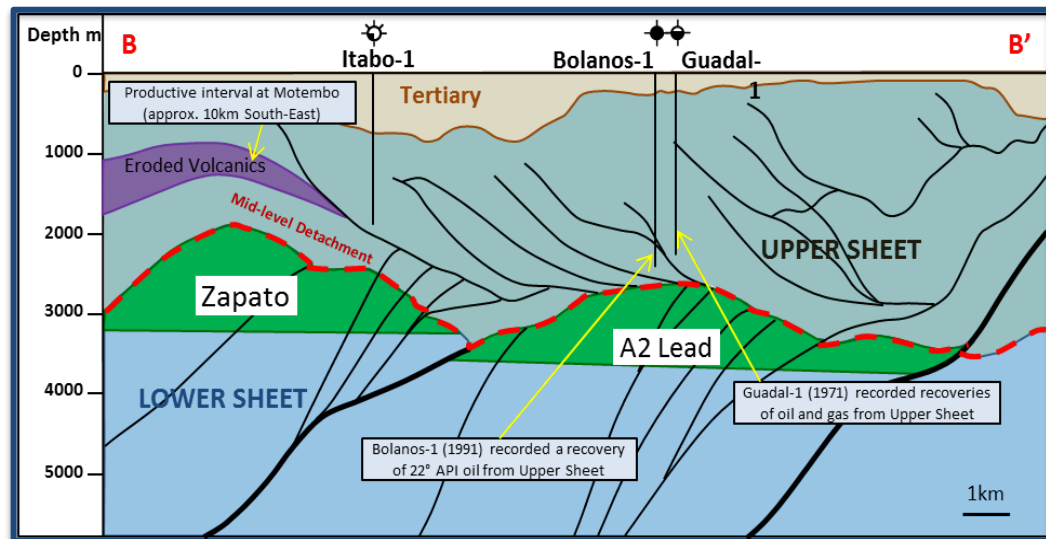 Depth m
B
B’
Itabo-1
Bolanos-1
Guadal-
1
0
Productive interval at Motembo
(approx. 10km South-East)
Tertiary
1000
Eroded Volcanics
Mid-level Detachment
2000
UPPER SHEET
Zapato
3000
A2 Lead
LOWER SHEET
4000
Guadal-1 (1971) recorded recoveries
of oil and gas from Upper Sheet
Bolanos-1 (1991) recorded a recovery
of 22° API oil from Upper Sheet
5000
1km